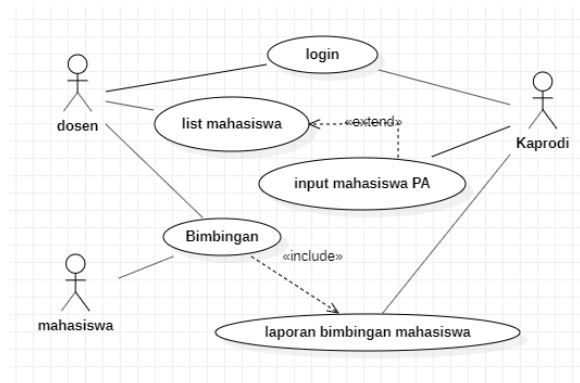 login
dosen
list mahasiswa
«extend»
Kaprodi
input mahasiswa PA
Bimbingan
«include»
mahasiswa
laporan bimbingan mahasiswa